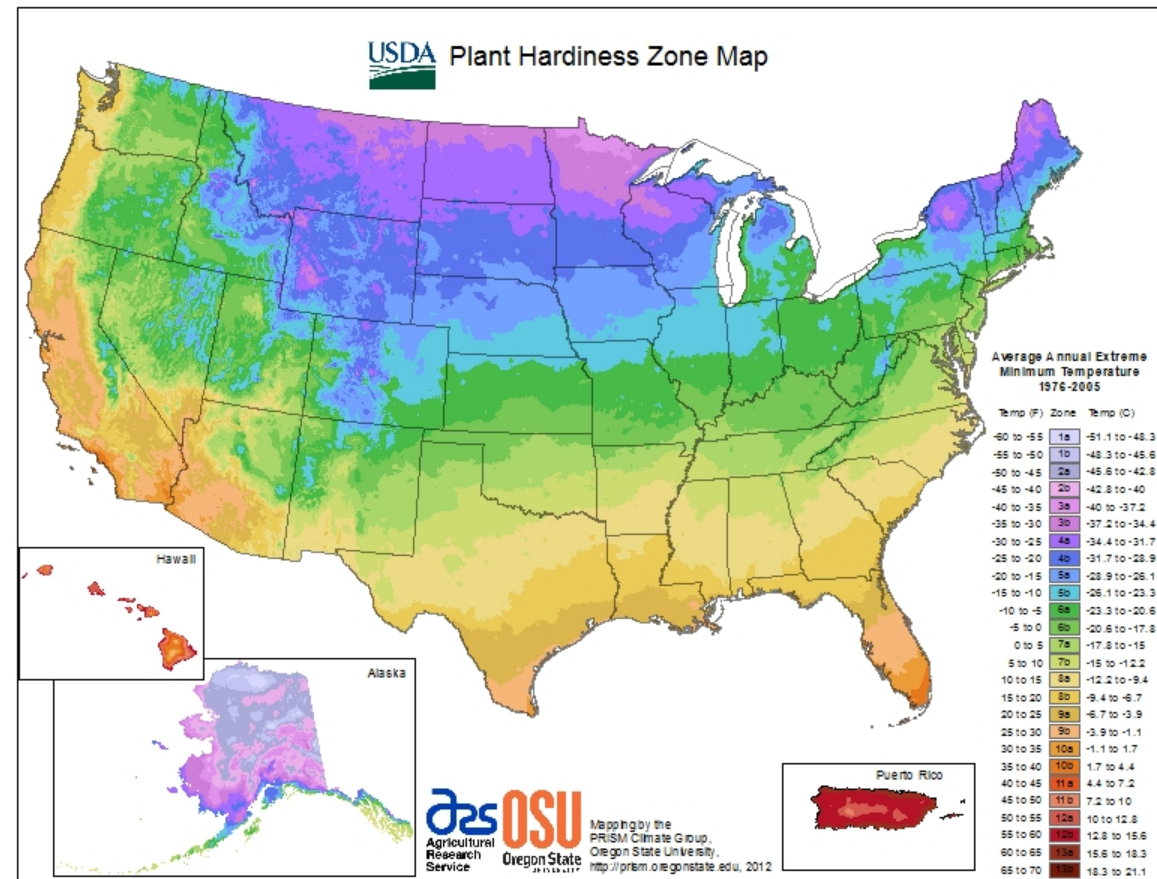 USDA Plant Hardiness Zone Map
Average Annual Extreme
Minimum Temperature
1976-2005
Temp (F) Zone Temp (C)
-60 to -55 1a -51.1 to -48.3
-55 to -50 1b -48.3 to -45.6
-50 to -45 2a -45.6 to -42.8
-45 to -40 2b -42.8 to -40
-40 to -35 3a -40 to -37.2
-35 to -30 3b -37.2 to -34.4
-30 to -25 4a -34.4 to -31.7
-25 to -20 4b -31.7 to -28.9
-20 to -15 5a -28.9 to -26.1
-15 to -10 5b -26.1 to -23.3
-10 to -5 6a -23.3 to -20.6
-5 to 0 6b -20.6 to -17.8
0 to 5 7a -17.8 to -15
5 to 10 7b -15 to -12.2
10 to 15 8a -12.2 to -9.4
15 to 20 8b -9.4 to -6.7
20 to 25 9a -6.7 to -3.9
25 to 30 9b -3.9 to -1.1
30 to 35 10a -1.1 to 1.7
35 to 40 10b 1.7 to 4.4
40 to 45 11a 4.4 to 7.2
45 to 50 11b 7.2 to 10
50 to 55 12a 10 to 12.8
55 to 60 12b 12.8 to 15.6
60 to 65 13a 15.6 to 18.3
65 to 70 13b 18.3 to 21.1
Hawaii
Alaska
Puerto Rico
ars
Agricultural
Research
Service
OSU
Oregon State
UNIVERSITY
Mapping by the
PRISM Climate Group,
Oregon State University,
http://prism.oregonstate.edu, 2012